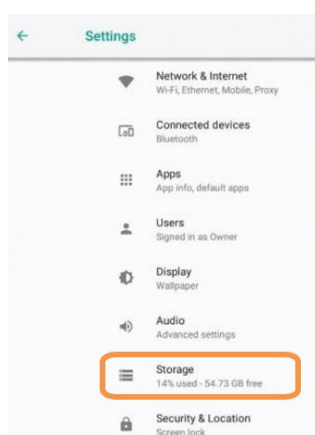 Settings
Network & Internet
Wi-Fi, Ethernet, Mobile, Proxy
Connected devices
Bluetooth
Apps
App info, default apps
Users
Signed in as Owner
Display
Wallpaper
Audio
Advanced settings
Storage
14% used - 54.73 GB free
Security & Location
Screen lock